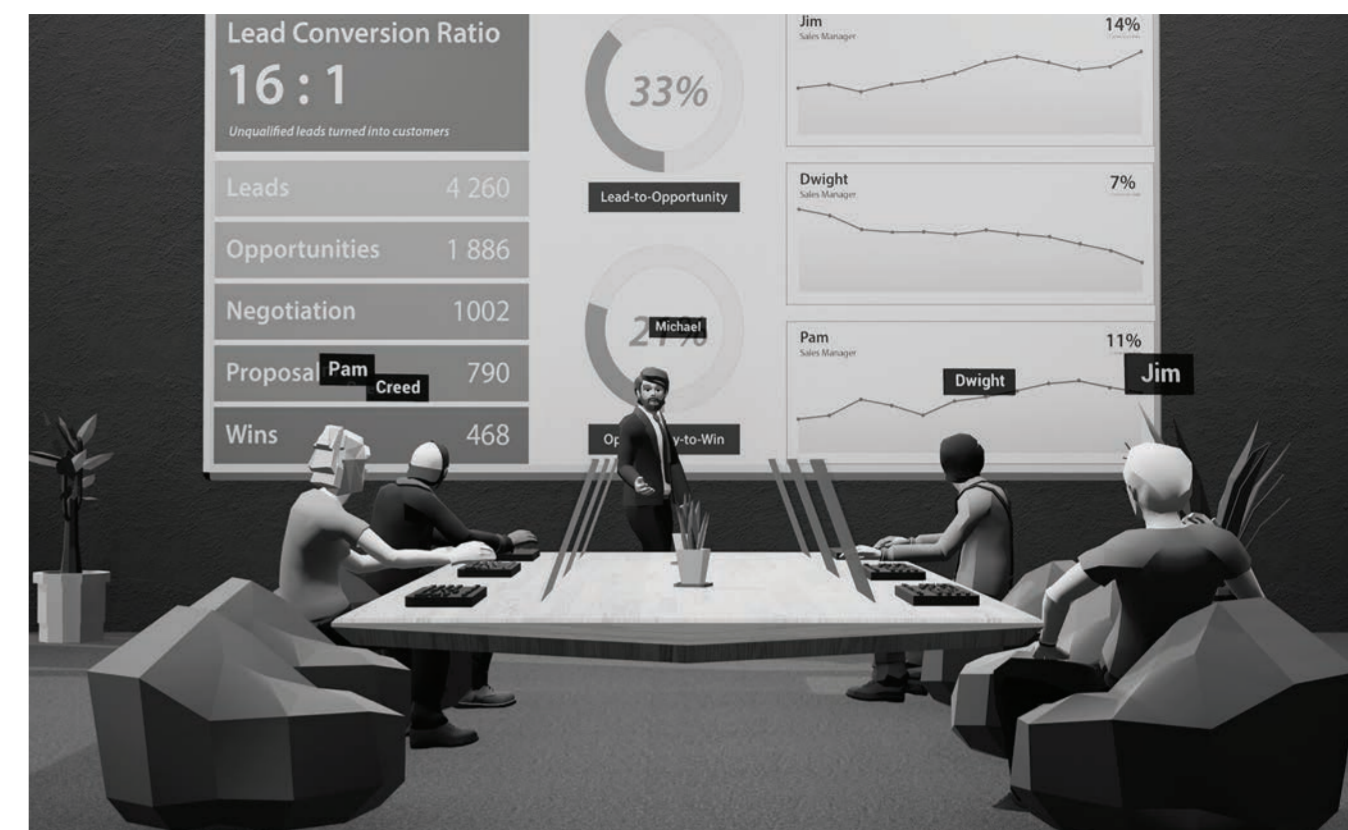 Lead Conversion Ratio
16 : 1
Unqualified leads turned into customers
Leads 4 260
Opportunities 1 886
Negotiation 1002
Proposal 790
Wins 468
33%
Lead-to-Opportunity
Michael
Jim 14%
Sales Manager
Dwight 7%
Sales Manager
Pam 11%
Sales Manager
Pam
Creed
Dwight
Jim